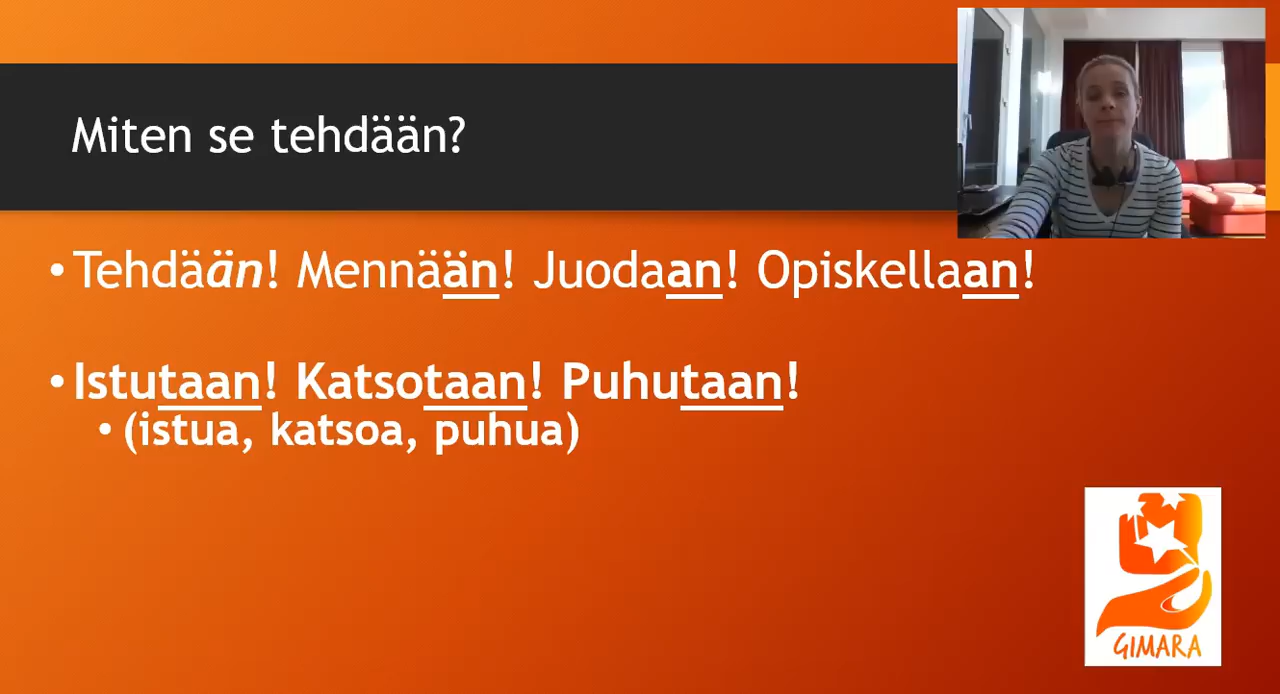 Miten se tehdään?
• Tehdään! Mennään! Juodaan! Opiskellaan!
• Istutaan! Katsotaan! Puhutaan!
• (istua, katsoa, puhua)
GIMARA